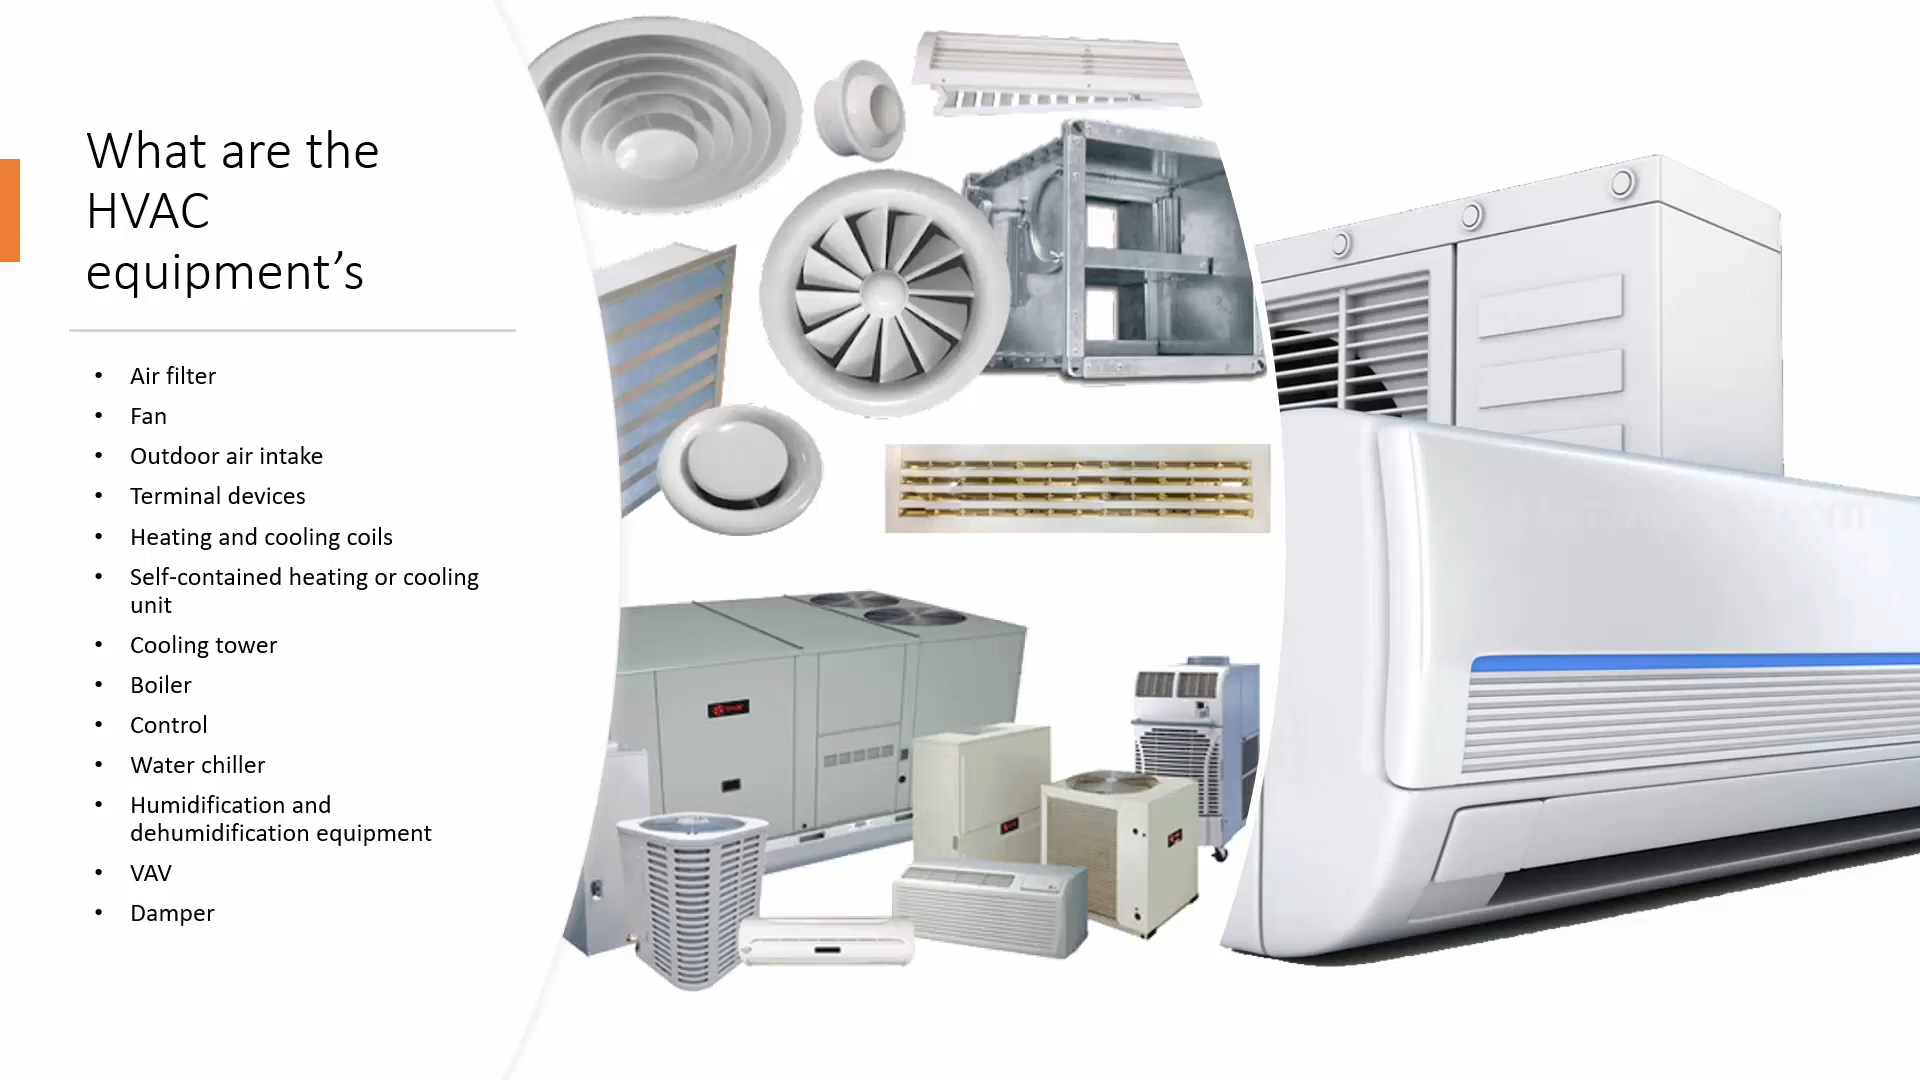 What are the
HVAC
equipment’s
• Air filter
• Fan
• Outdoor air intake
• Terminal devices
• Heating and cooling coils
• Self-contained heating or cooling
unit
• Cooling tower
• Boiler
• Control
• Water chiller
• Humidification and
dehumidification equipment
• VAV
• Damper